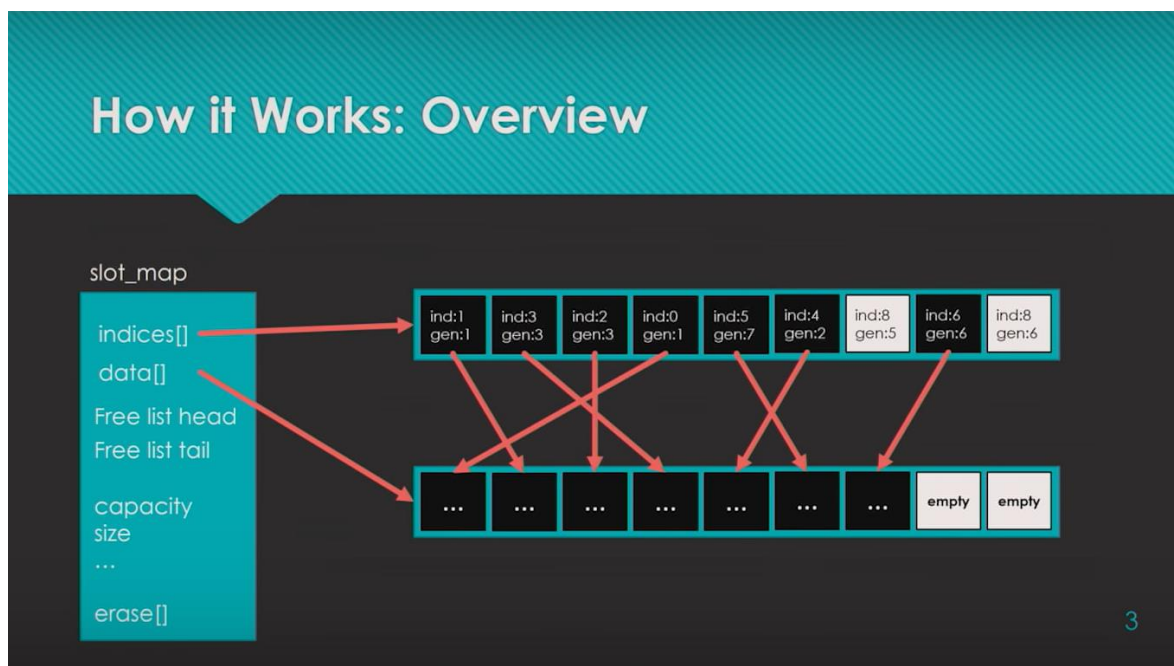 How it Works: Overview
slot_map
indices[]
data[]
Free list head
Free list tail
capacity
size
...
erase[]
ind:1
gen:1
ind:3
gen:3
ind:2
gen:3
ind:0
gen:1
ind:5
gen:7
ind:4
gen:2
ind:8
gen:5
ind:6
gen:6
ind:8
gen:6
...
...
...
...
...
...
...
empty
empty
3